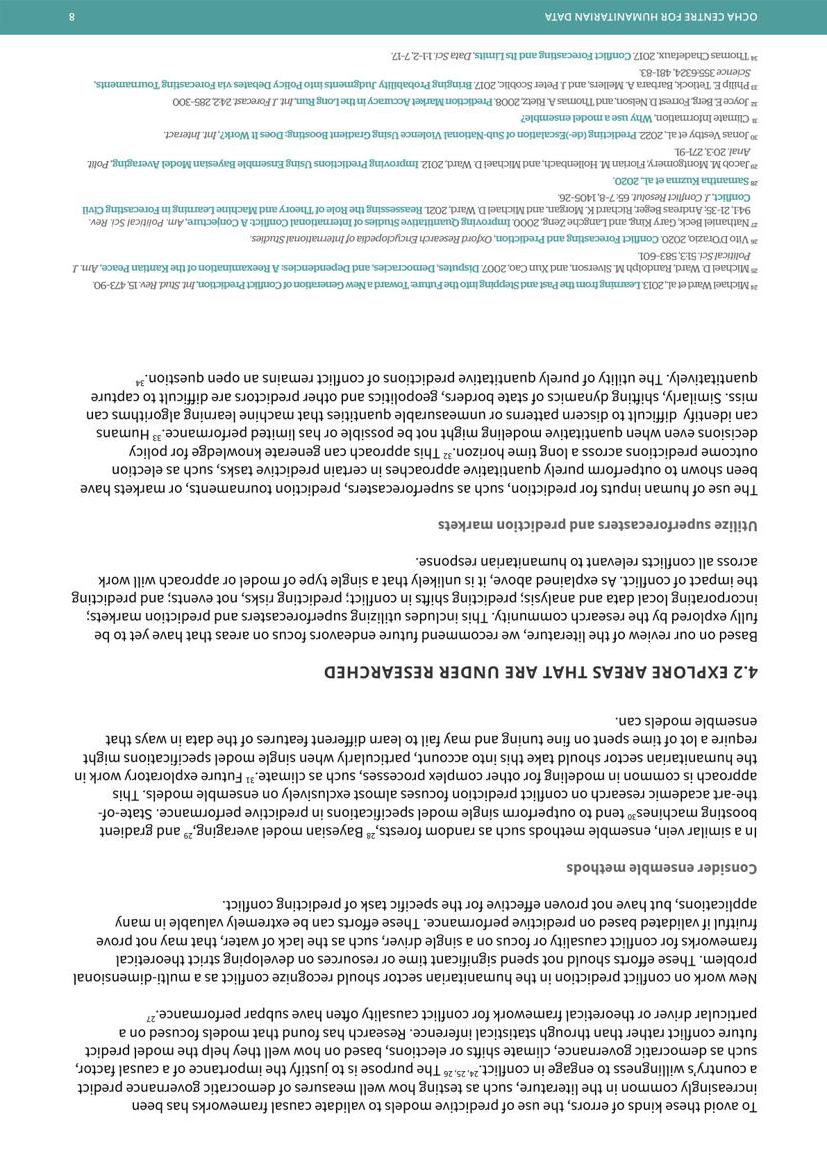 To avoid these kinds of errors, the use of predictive models to validate causal frameworks has been
increasingly common in the literature, such as testing how well measures of democratic governance predict
a country's willingness to engage in conflict.24, 25, 26 The purpose is to justify the importance of a causal factor,
such as democratic governance, climate shifts or elections, based on how well they help the model predict
future conflict rather than through statistical inference. Research has found that models focused on a
particular driver or theoretical framework for conflict causality often have subpar performance.27
New work on conflict prediction in the humanitarian sector should recognize conflict as a multi-dimensional
problem. These efforts should not spend significant time or resources on developing strict theoretical
frameworks for conflict causality or focus on a single driver, such as the lack of water, that may not prove
fruitful if validated based on predictive performance. These efforts can be extremely valuable in many
applications, but have not proven effective for the specific task of predicting conflict.
Consider ensemble methods
In a similar vein, ensemble methods such as random forests,28 Bayesian model averaging,29 and gradient
boosting machines30 tend to outperform single model specifications in predictive performance. State-of-
the-art academic research on conflict prediction focuses almost exclusively on ensemble models. This
approach is common in modeling for other complex processes, such as climate.31 Future exploratory work in
the humanitarian sector should take this into account, particularly when single model specifications might
require a lot of time spent on fine tuning and may fail to learn different features of the data in ways that
ensemble models can.
4.2 EXPLORE AREAS THAT ARE UNDER RESEARCHED
Based on our review of the literature, we recommend future endeavors focus on areas that have yet to be
fully explored by the research community. This includes utilizing superforecasters and prediction markets;
incorporating local data and analysis; predicting shifts in conflict; predicting risks, not events; and predicting
the impact of conflict. As explained above, it is unlikely that a single type of model or approach will work
across all conflicts relevant to humanitarian response.
Utilize superforecasters and prediction markets
The use of human inputs for prediction, such as superforecasters, prediction tournaments, or markets have
been shown to outperform purely quantitative approaches in certain predictive tasks, such as election
outcome predictions across a long time horizon.32 This approach can generate knowledge for policy
decisions even when quantitative modeling might not be possible or has limited performance.33 Humans
can identify difficult to discern patterns or unmeasurable quantities that machine learning algorithms can
miss. Similarly, shifting dynamics of state borders, geopolitics and other predictors are difficult to capture
quantitatively. The utility of purely quantitative predictions of conflict remains an open question.34
24 Michael Ward et al., 2013. Learning from the Past and Stepping into the Future: Toward a New Generation of Conflict Prediction, Int. Stud. Rev. 15, 473-90.
25 Michael D. Ward, Randolph M. Siverson, and Xun Cao, 2007. Disputes, Democracies, and Dependencies: A Reexamination of the Kantian Peace, Am. J.
Political Sci. 51:3, 583-601.
26 Vito D'Orazio, 2020. Conflict Forecasting and Prediction, Oxford Research Encyclopedia of International Studies.
27 Nathaniel Beck, Gary King, and Langche Zeng, 2000. Improving Quantitative Studies of International Conflict: A Conjecture, Am. Political Sci. Rev.
94:1, 21-35; Andreas Beger, Richard K. Morgan, and Michael D. Ward, 2021. Reassessing the Role of Theory and Machine Learning in Forecasting Civil
Conflict, J. Conflict Resolut. 65:7-8, 1405-26.
28 Samantha Kuzma et al., 2020.
29 Jacob M. Montgomery, Florian M. Hollenbach, and Michael D. Ward, 2012. Improving Predictions Using Ensemble Bayesian Model Averaging, Polit.
Anal. 20:3, 271-91.
30 Jonas Vestby et al., 2022. Predicting (de-)Escalation of Sub-National Violence Using Gradient Boosting: Does It Work?, Int. Interact.
31 Climate Information, Why use a model ensemble?
32 Joyce E. Berg, Forrest D. Nelson, and Thomas A. Rietz, 2008. Prediction Market Accuracy in the Long Run, Int. J. Forecast. 24:2, 285-300
33 Philip E. Tetlock, Barbara A. Mellers, and J. Peter Scoblic, 2017. Bringing Probability Judgments into Policy Debates via Forecasting Tournaments,
Science 355:6324, 481-83.
34 Thomas Chadefaux, 2017. Conflict Forecasting and Its Limits, Data Sci. 1:1-2, 7-17.
OCHA CENTRE FOR HUMANITARIAN DATA
8